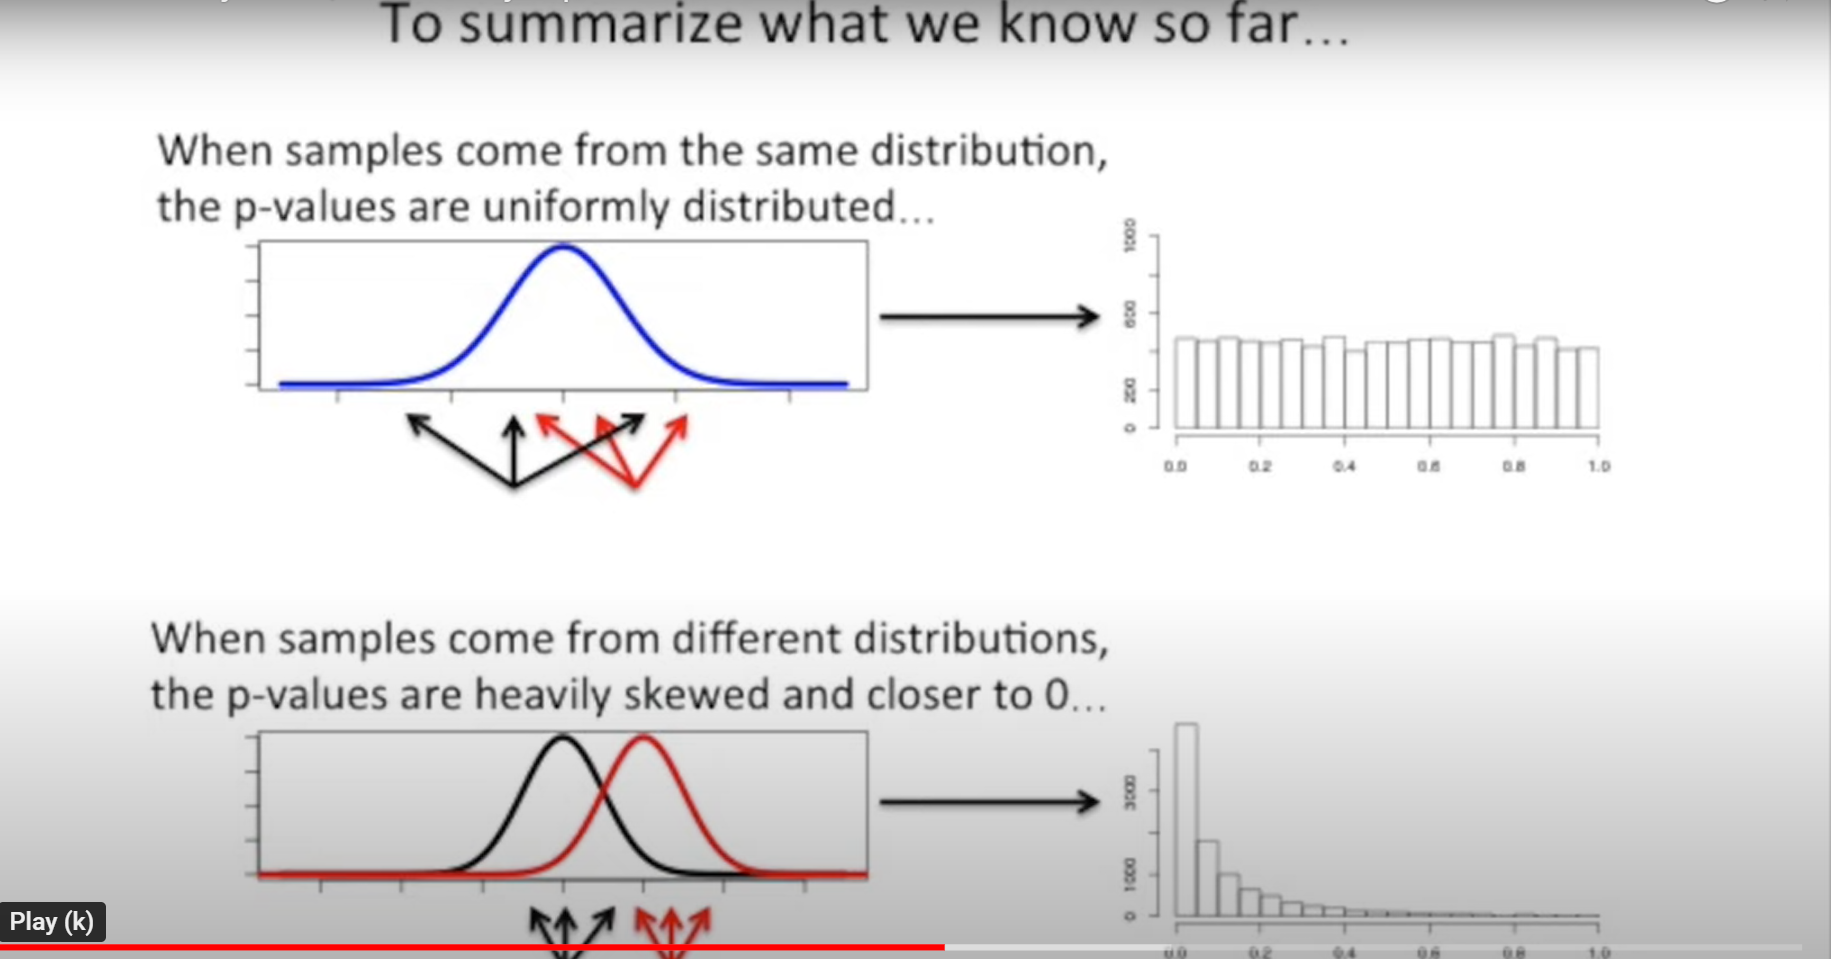 To summarize what we know so far...
When samples come from the same distribution,
the p-values are uniformly distributed...
1000
600
200
0
0.0 0.2 0.4 0.6 0.8 1.0
When samples come from different distributions,
the p-values are heavily skewed and closer to 0...
3000
1000
0
0.0 0.2 0.4 0.6 0.8 1.0
Play (k)